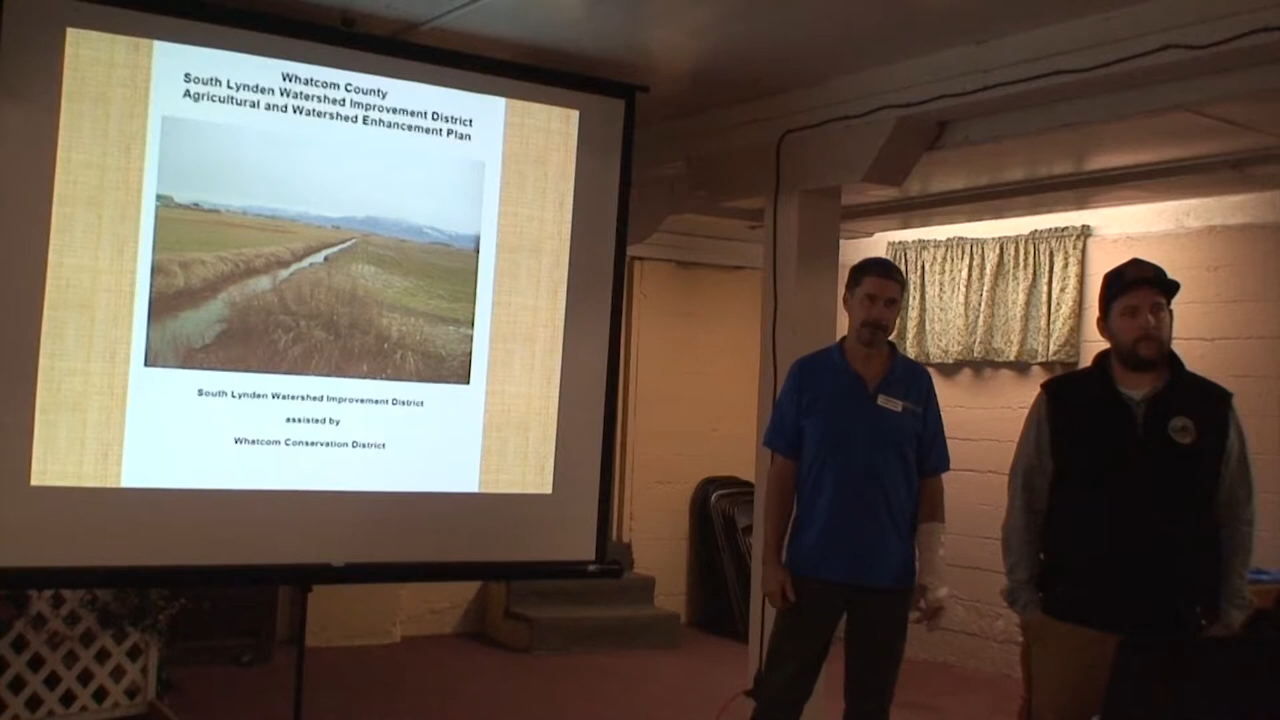 Whatcom County
South Lynden Watershed Improvement District
Agricultural and Watershed Enhancement Plan
South Lynden Watershed Improvement District
assisted by
Whatcom Conservation District